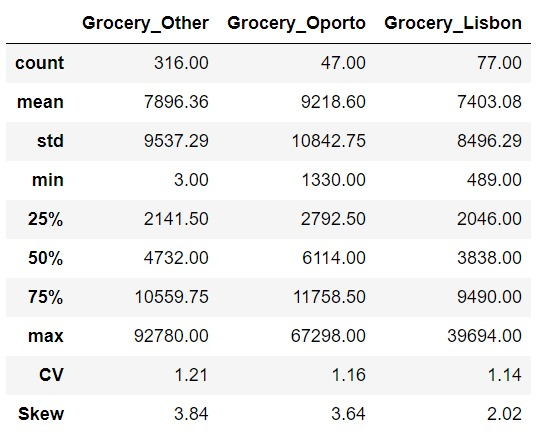 Grocery_Other Grocery_Oporto Grocery_Lisbon
count 316.00 47.00 77.00
mean 7896.36 9218.60 7403.08
std 9537.29 10842.75 8496.29
min 3.00 1330.00 489.00
25% 2141.50 2792.50 2046.00
50% 4732.00 6114.00 3838.00
75% 10559.75 11758.50 9490.00
max 92780.00 67298.00 39694.00
CV 1.21 1.16 1.14
Skew 3.84 3.64 2.02